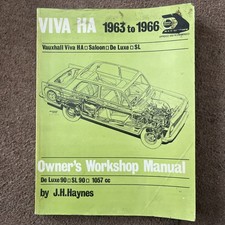 VIVA HA 1963 to 1966
Vauxhall Viva HA □ Saloon □ De Luxe □ SL
Owner's Workshop Manual
De Luxe 90 □ SL 90 □ 1057 cc
by J.H.Haynes